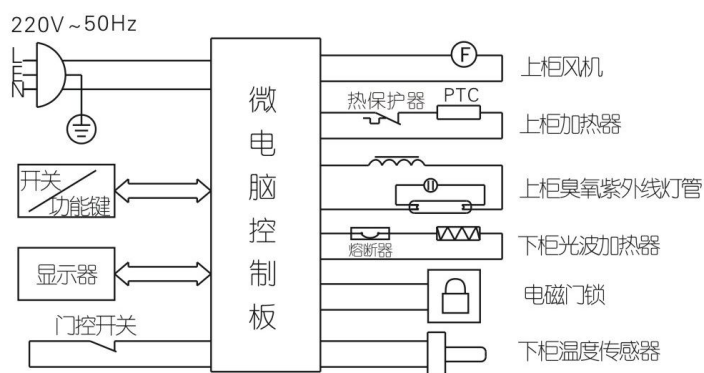 220V~50Hz
L
E
N
F
上柜风机
热保护器
PTC
上柜加热器
微电脑控制板
开关
功能键
上柜臭氧紫外线灯管
熔断器
下柜光波加热器
显示器
电磁门锁
门控开关
下柜温度传感器